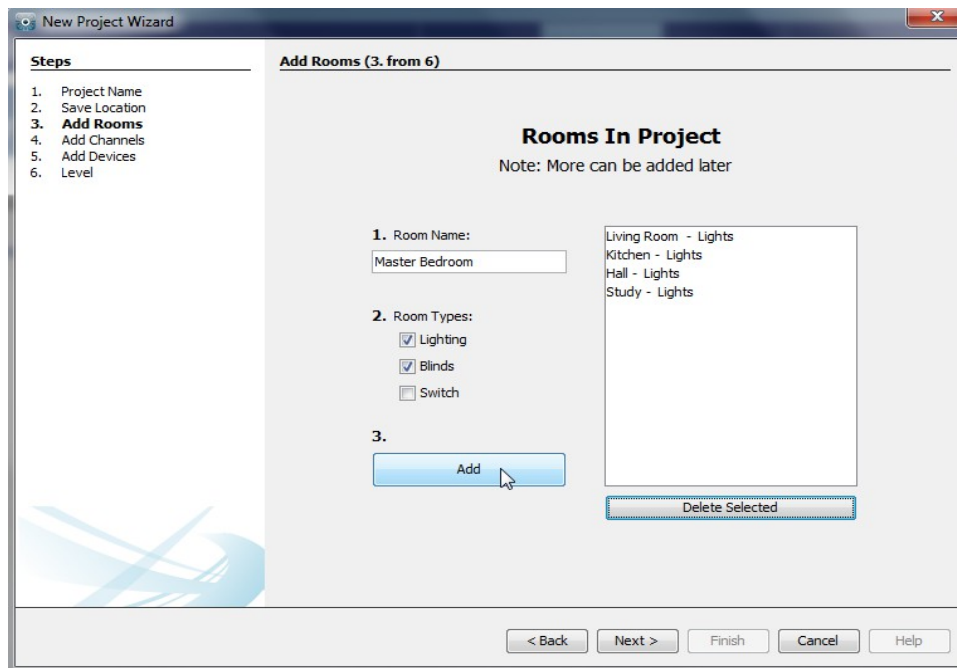 New Project Wizard
Steps
1. Project Name
2. Save Location
3. Add Rooms
4. Add Channels
5. Add Devices
6. Level
Add Rooms (3. from 6)
Rooms In Project
Note: More can be added later
1. Room Name:
Master Bedroom
2. Room Types:
Lighting
Blinds
Switch
3.
Add
Living Room - Lights
Kitchen - Lights
Hall - Lights
Study - Lights
Delete Selected
< Back
Next >
Finish
Cancel
Help